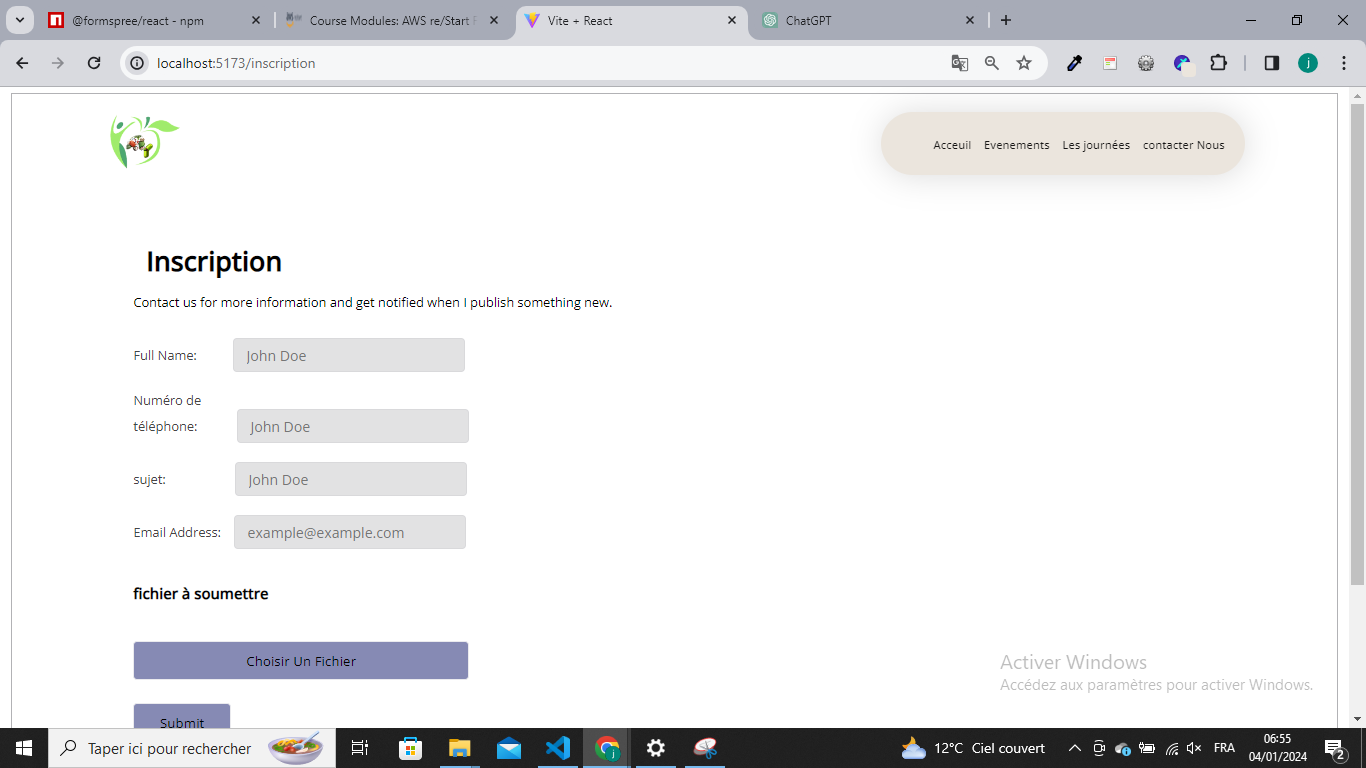 @formspree/react - npm
Course Modules: AWS re/Start
Vite + React
ChatGPT
localhost:5173/inscription
j
Acceuil Evenements Les journées contacter Nous
Inscription
Contact us for more information and get notified when I publish something new.
Full Name: John Doe
Numéro de
téléphone: John Doe
sujet: John Doe
Email Address: example@example.com
fichier à soumettre
Choisir Un Fichier
Submit
Activer Windows
Accédez aux paramètres pour activer Windows.
Taper ici pour rechercher
12°C Ciel couvert
FRA
06:55
04/01/2024
2